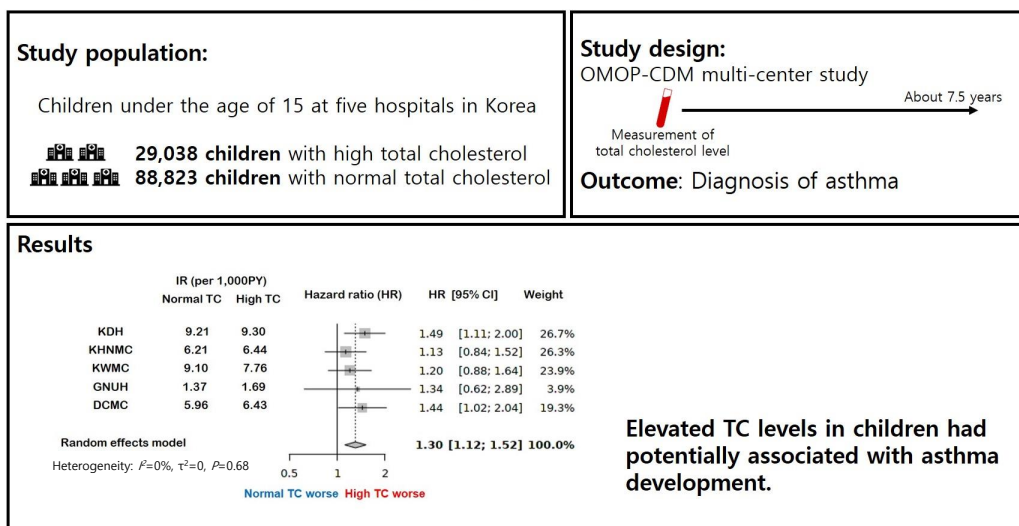 Study population:
Children under the age of 15 at five hospitals in Korea
29,038 children with high total cholesterol
88,823 children with normal total cholesterol
Study design:
OMOP-CDM multi-center study
About 7.5 years
Measurement of
total cholesterol level
Outcome: Diagnosis of asthma
Results
IR (per 1,000PY)
Normal TC High TC Hazard ratio (HR) HR [95% CI] Weight
KDH 9.21 9.30 1.49 [1.11; 2.00] 26.7%
KHNMC 6.21 6.44 1.13 [0.84; 1.52] 26.3%
KWMC 9.10 7.76 1.20 [0.88; 1.64] 23.9%
GNUH 1.37 1.69 1.34 [0.62; 2.89] 3.9%
DCMC 5.96 6.43 1.44 [1.02; 2.04] 19.3%
Random effects model 1.30 [1.12; 1.52] 100.0%
Heterogeneity: I²=0%, τ²=0, P=0.68
0.5 1 2
Normal TC worse High TC worse
Elevated TC levels in children had
potentially associated with asthma
development.